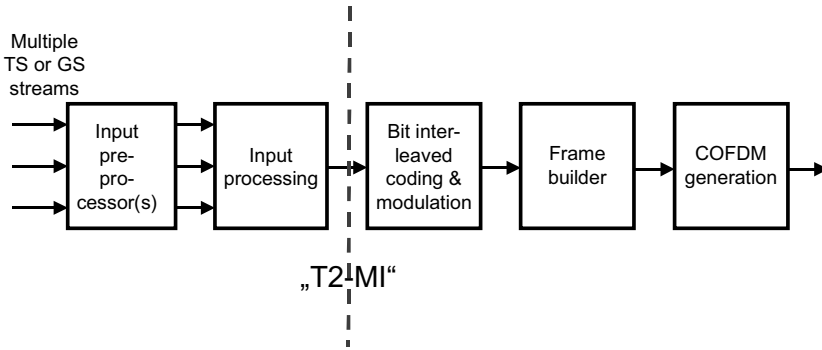 Multiple
TS or GS
streams
Input
pre-
pro-
cessor(s)
Input
processing
Bit inter-
leaved
coding &
modulation
Frame
builder
COFDM
generation
„T2-MI“